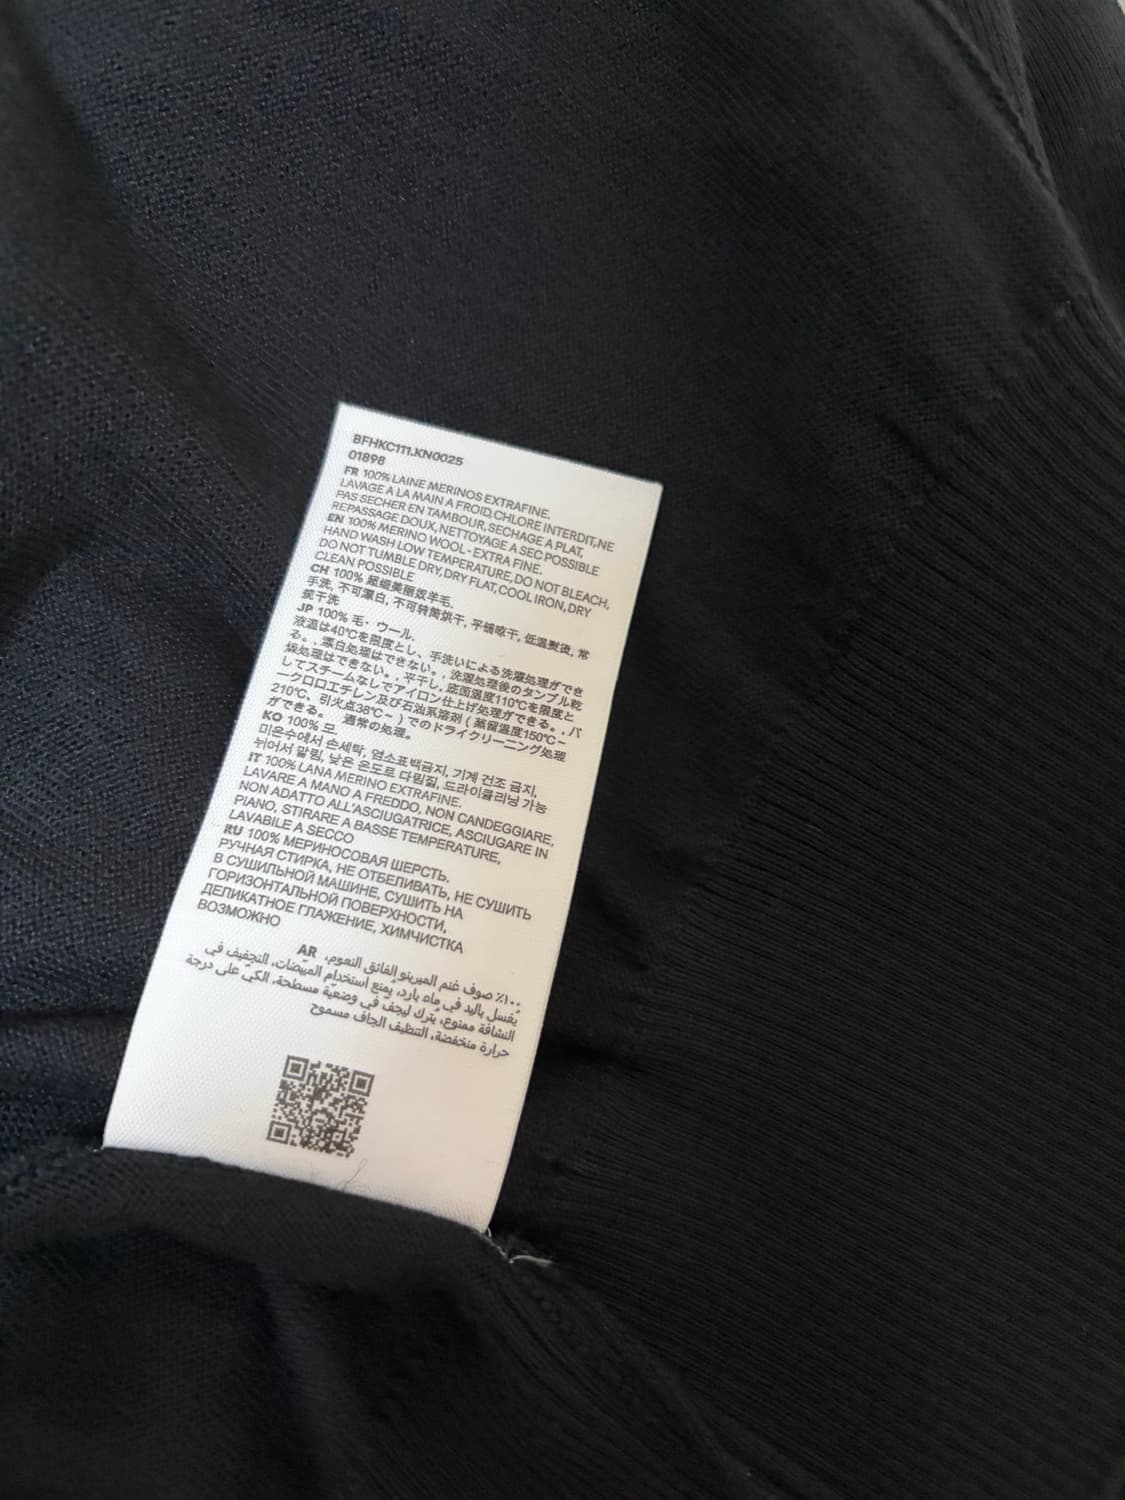 BFHKC111.KN0025
01898
FR 100% LAINE MERINOS EXTRAFINE.
LAVAGE A LA MAIN A FROID,CHLORE INTERDIT,NE
PAS SECHER EN TAMBOUR, SECHAGE A PLAT,
REPASSAGE DOUX, NETTOYAGE A SEC POSSIBLE
EN 100% MERINO WOOL - EXTRA FINE.
HAND WASH LOW TEMPERATURE, DO NOT BLEACH,
DO NOT TUMBLE DRY, DRY FLAT, COOL IRON, DRY
CLEAN POSSIBLE
CH 100% 超细美丽奴羊毛.
手洗, 不可漂白, 不可转筒烘干, 平铺晾干, 低温熨烫, 常
规干洗
JP 100% 毛・ウール.
液温は40℃を限度とし、手洗いによる洗濯処理ができ
る。, 漂白処理はできない。, 洗濯処理後のタンブル乾
燥処理はできない。, 平干し, 底面温度110℃を限度と
してスチームなしでアイロン仕上げ処理ができる。, パ
ークロロエチレン及び石油系溶剤 ( 蒸留温度150℃~
210℃、引火点38℃~ ) でのドライクリーニング処理
ができる。 通常の処理。
KO 100% 모.
미온수에서 손세탁, 염소표백금지, 기계 건조 금지,
뉘어서 말림, 낮은 온도로 다림질, 드라이클리닝 가능
IT 100% LANA MERINO EXTRAFINE.
LAVARE A MANO A FREDDO, NON CANDEGGIARE,
NON ADATTO ALL'ASCIUGATRICE, ASCIUGARE IN
PIANO, STIRARE A BASSE TEMPERATURE,
LAVABILE A SECCO
RU 100% МЕРИНОСОВАЯ ШЕРСТЬ.
РУЧНАЯ СТИРКА, НЕ ОТБЕЛИВАТЬ, НЕ СУШИТЬ
В СУШИЛЬНОЙ МАШИНЕ, СУШИТЬ НА
ГОРИЗОНТАЛЬНОЙ ПОВЕРХНОСТИ,
ДЕЛИКАТНОЕ ГЛАЖЕНИЕ, ХИМЧИСТКА
ВОЗМОЖНО
AR ١٠٠٪ صوف غنم الميرينو الفائق النعوم،
يُغسل باليد في ماء بارد، يُمنع استخدام المبيضات، التجفيف في
النشافة ممنوع، يُترك ليجف في وضعية مسطحة، الكيّ على درجة
حرارة منخفضة، التنظيف الجاف مسموح